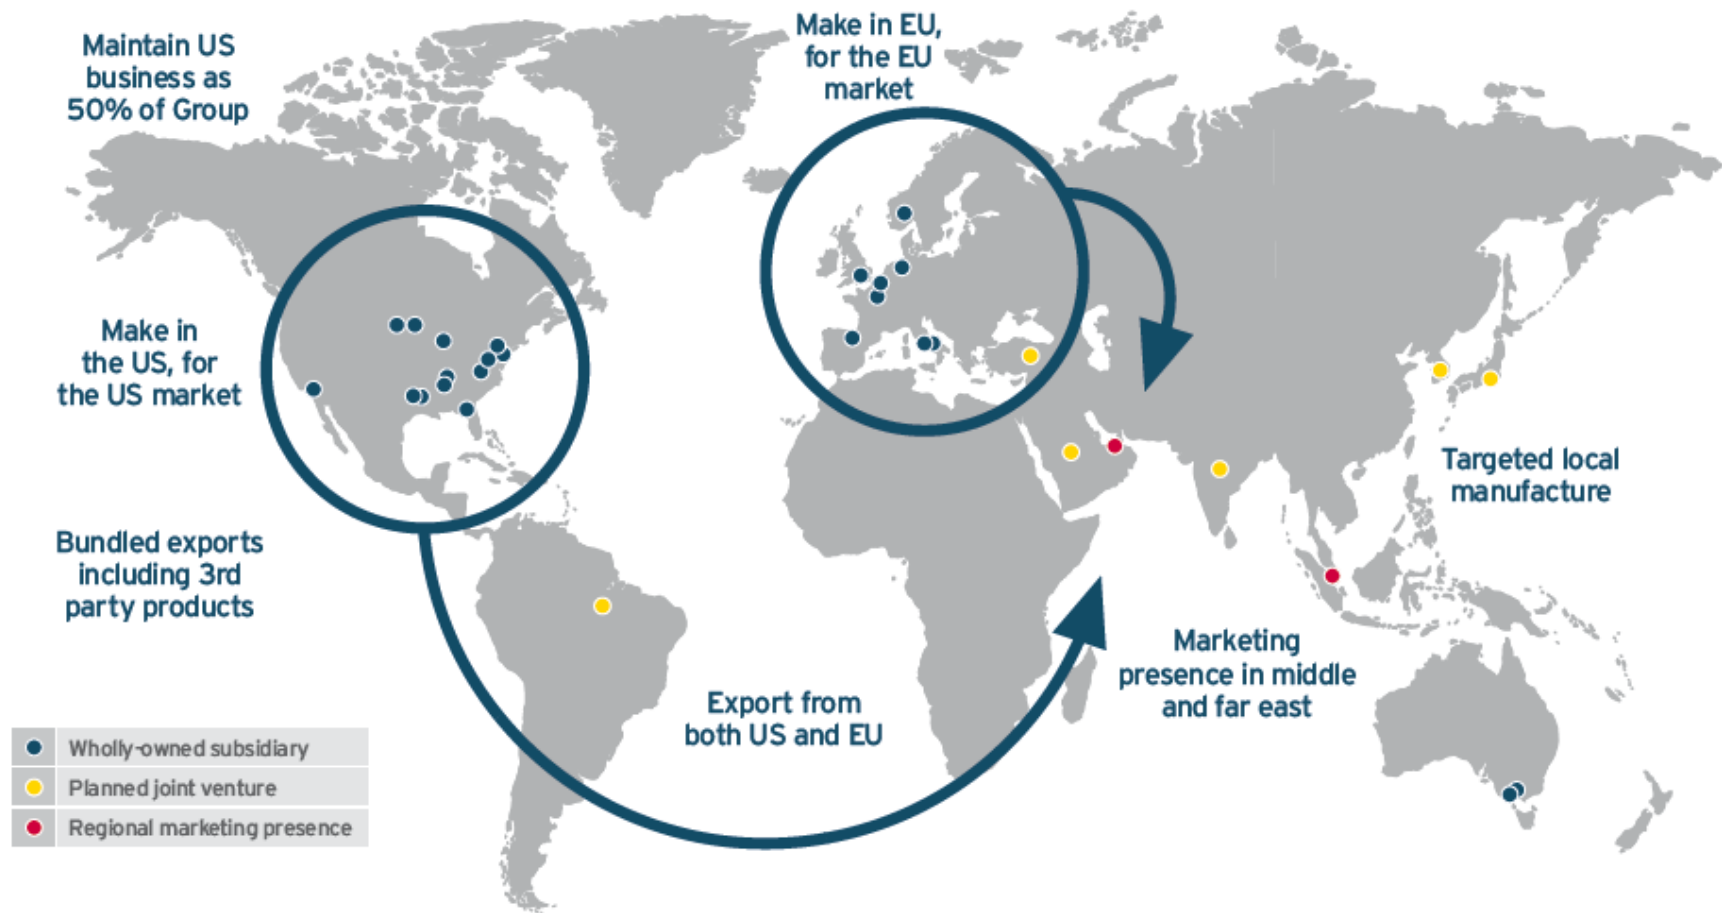 Maintain US
business as
50% of Group
Make in EU,
for the EU
market
Make in
the US, for
the US market
Targeted local
manufacture
Bundled exports
including 3rd
party products
Marketing
presence in middle
and far east
Export from
both US and EU
Wholly-owned subsidiary
Planned joint venture
Regional marketing presence